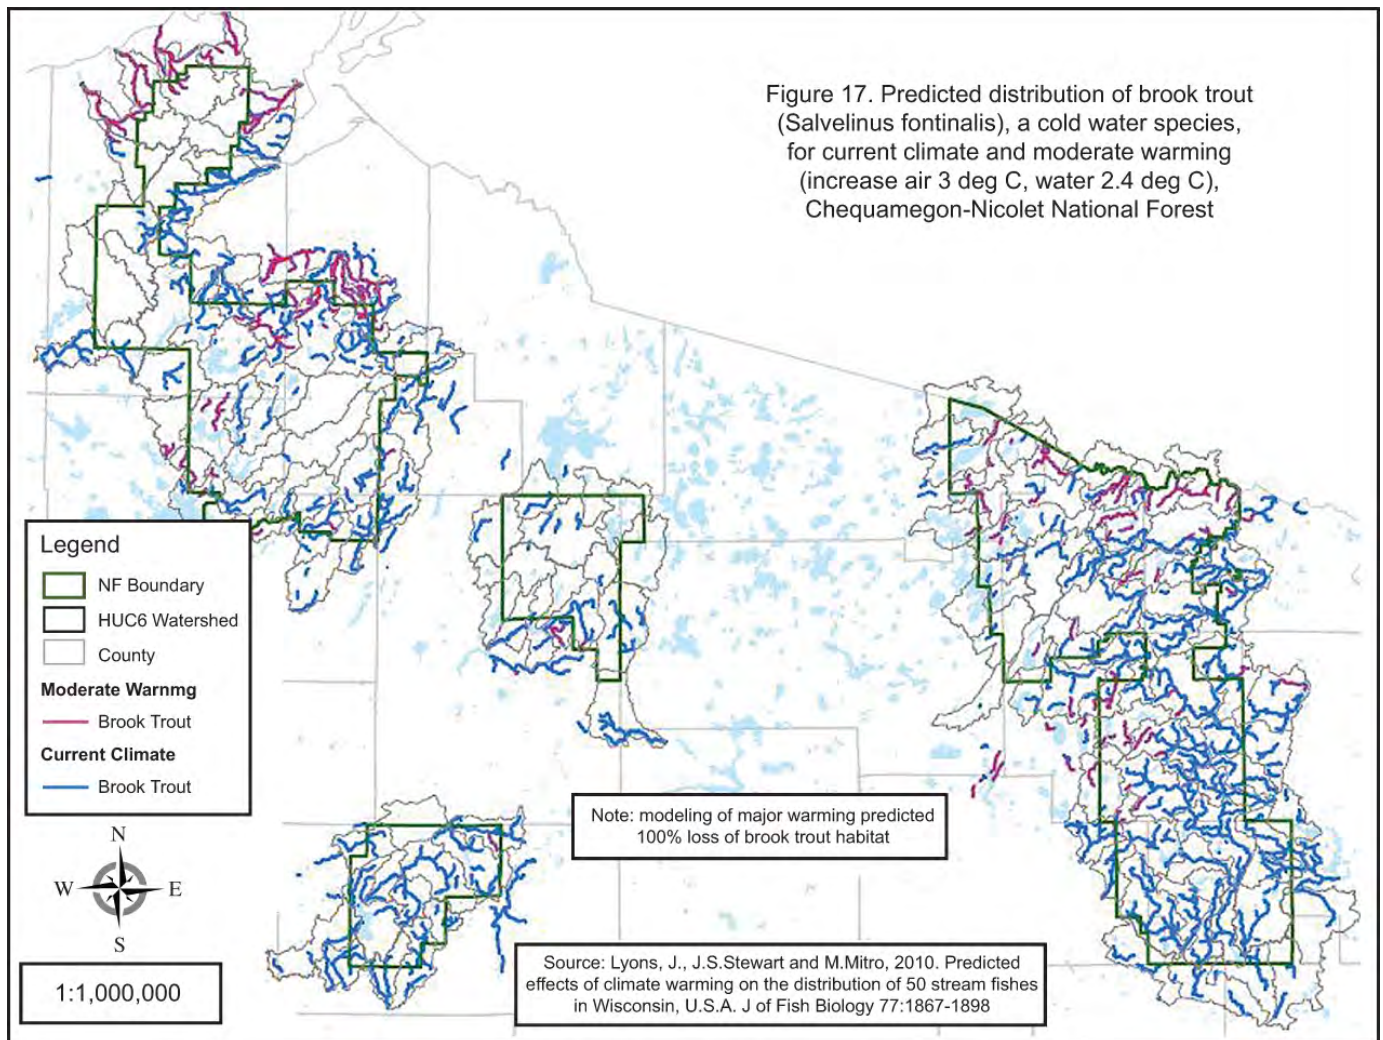 Figure 17. Predicted distribution of brook trout
(Salvelinus fontinalis), a cold water species,
for current climate and moderate warming
(increase air 3 deg C, water 2.4 deg C),
Chequamegon-Nicolet National Forest
Legend
NF Boundary
HUC6 Watershed
County
Moderate Warnmg
Brook Trout
Current Climate
Brook Trout
N
W E
S
1:1,000,000
Note: modeling of major warming predicted
100% loss of brook trout habitat
Source: Lyons, J., J.S.Stewart and M.Mitro, 2010. Predicted
effects of climate warming on the distribution of 50 stream fishes
in Wisconsin, U.S.A. J of Fish Biology 77:1867-1898